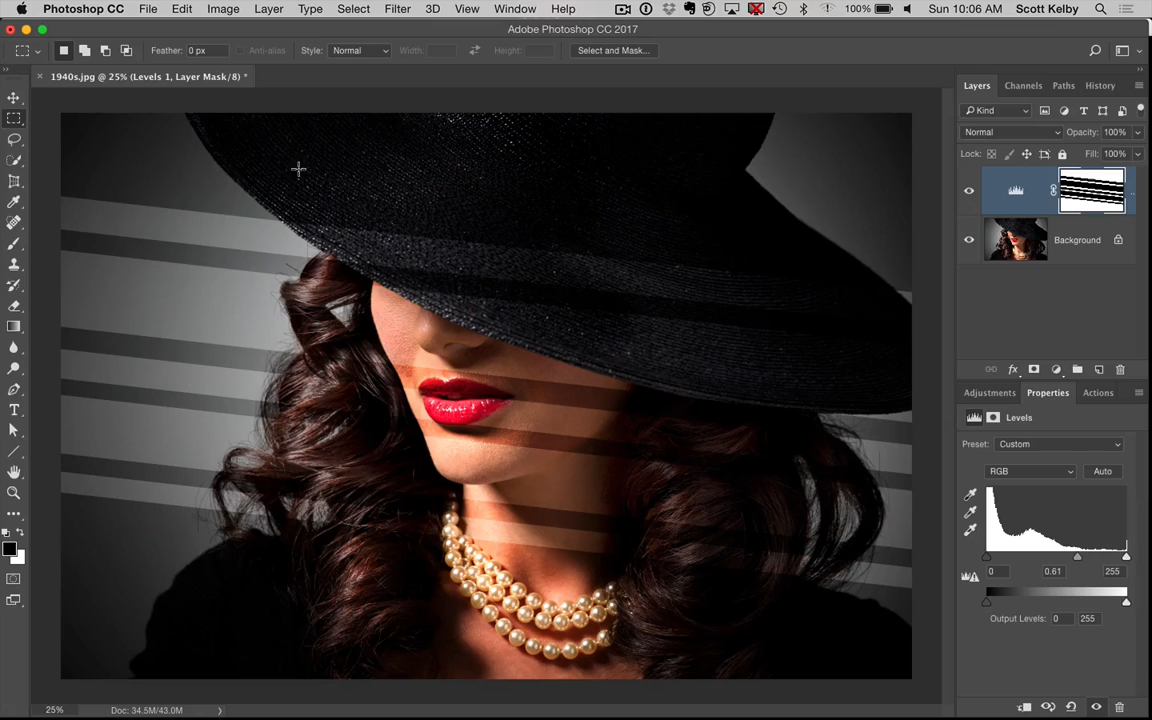 Photoshop CC File Edit Image Layer Type Select Filter 3D View Window Help 100% Sun 10:06 AM Scott Kelby
Adobe Photoshop CC 2017
Feather: 0 px Anti-alias Style: Normal Width: Height: Select and Mask...
1940s.jpg @ 25% (Levels 1, Layer Mask/8) *
Layers Channels Paths History
Kind
Normal Opacity: 100%
Lock: Fill: 100%
Background
fx
Adjustments Properties Actions
Levels
Preset: Custom
RGB Auto
0 0.61 255
Output Levels: 0 255
25% Doc: 34.5M/43.0M